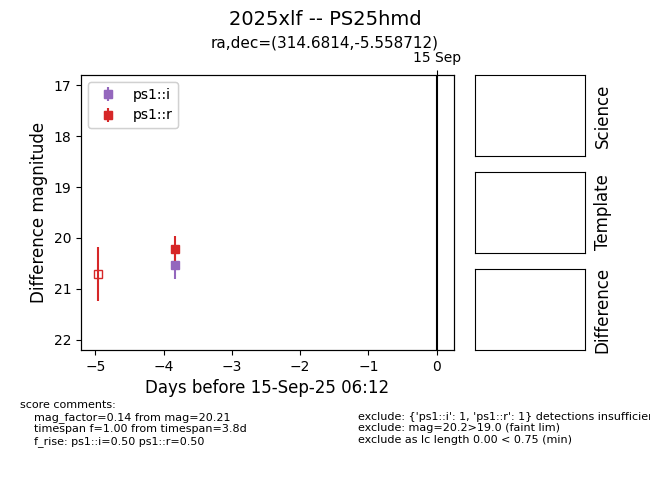 2025xlf -- PS25hmd
ra,dec=(314.6814,-5.558712)
15 Sep
ps1::i
ps1::r
17
18
19
20
21
22
Difference magnitude
−5
−4
−3
−2
−1
0
Days before 15-Sep-25 06:12
Science
Template
Difference
score comments:
mag_factor=0.14 from mag=20.21
timespan f=1.00 from timespan=3.8d
f_rise: ps1::i=0.50 ps1::r=0.50
exclude: {'ps1::i': 1, 'ps1::r': 1} detections
exclude: mag=20.2>19.0 (faint lim)
exclude as lc length 0.00 < 0.75 (min)